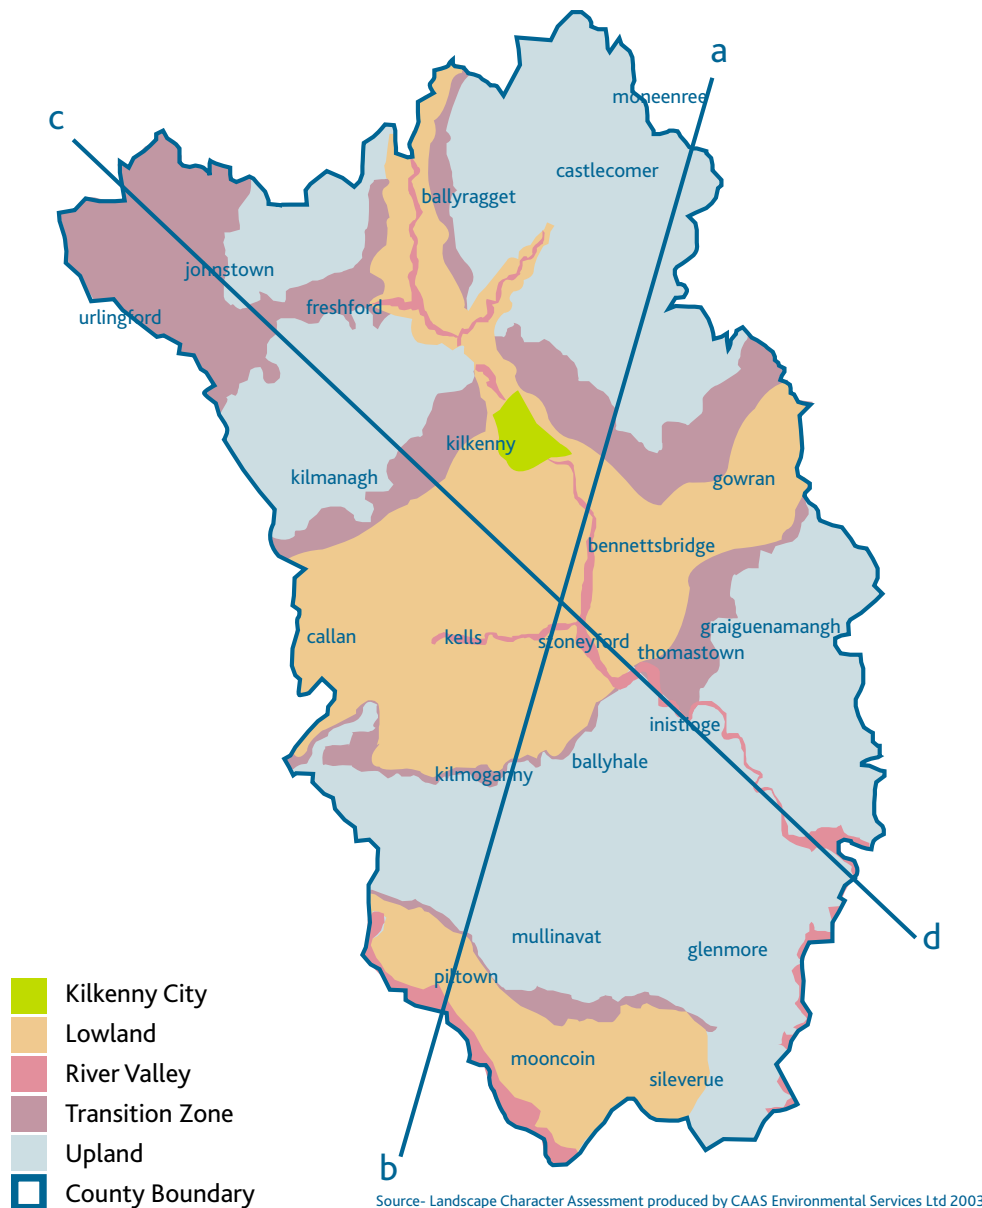 a
moneenree
c
castlecomer
ballyragget
johnstown
freshford
urlingford
kilkenny
kilmanagh
gowran
bennettsbridge
callan
kells
stoneyford
graiguenamangh
thomastown
inistioge
ballyhale
kilmoganny
mullinavat
glenmore
d
piltown
mooncoin
sileverue
b
Kilkenny City
Lowland
River Valley
Transition Zone
Upland
County Boundary
Source- Landscape Character Assessment produced by CAAS Environmental Services Ltd 2003